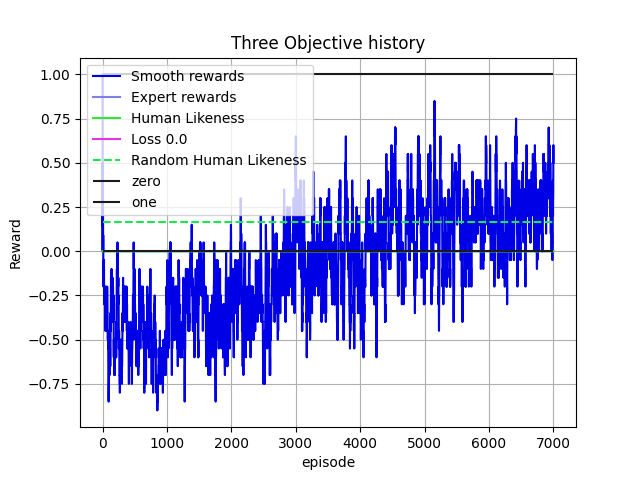 Three Objective history
1.00
0.75
0.50
0.25
0.00
−0.25
−0.50
−0.75
Reward
Smooth rewards
Expert rewards
Human Likeness
Loss 0.0
Random Human Likeness
zero
one
0 1000 2000 3000 4000 5000 6000 7000
episode